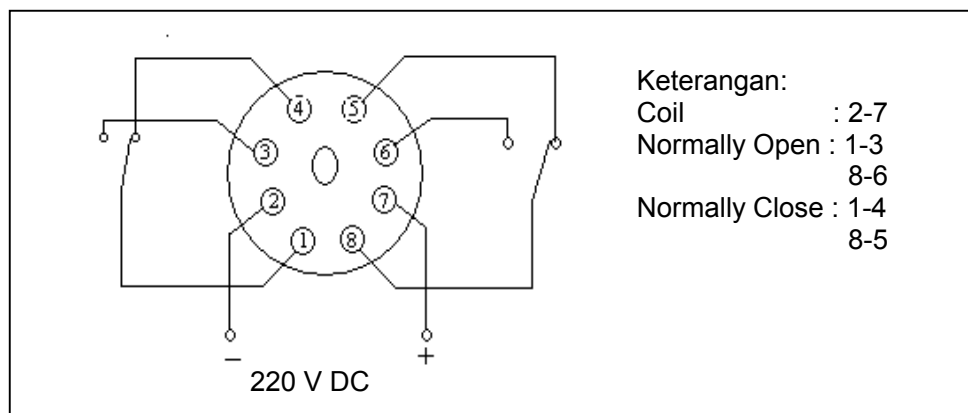 4 5
3 6
2 7
1 8
− +
220 V DC
Keterangan:
Coil : 2-7
Normally Open : 1-3
8-6
Normally Close : 1-4
8-5